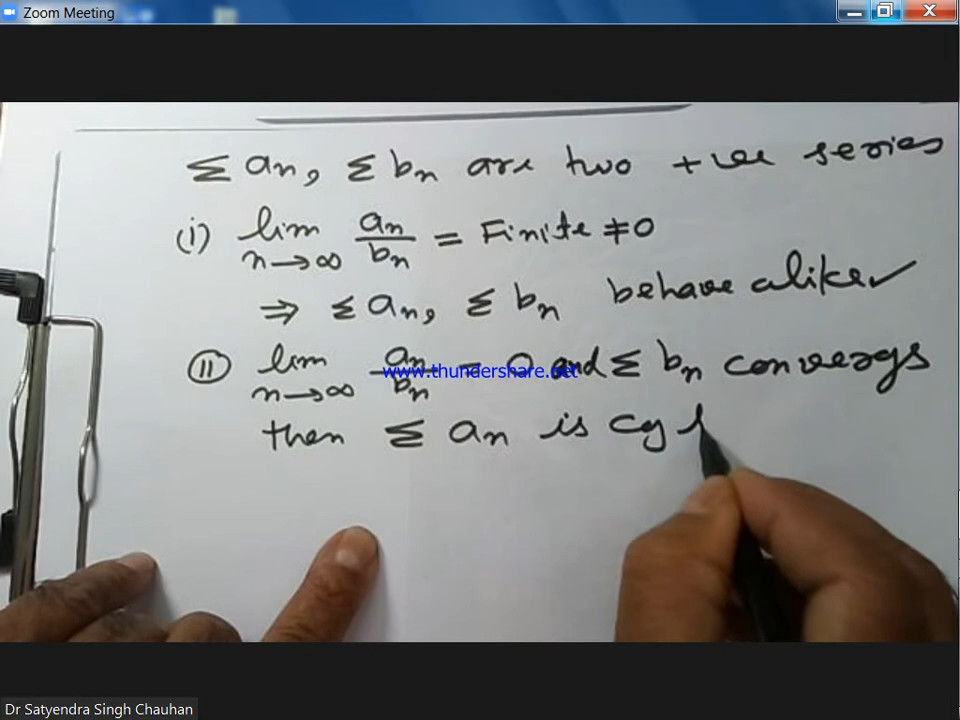 Zoom Meeting
Σ an, Σ bn are two +ve series
(i) lim n→∞ an/bn = Finite ≠0
⇒ Σ an, Σ bn behave alike✓
(ii) lim n→∞ an/bn = 0 and Σ bn convergs
www.thundershare.net
then Σ an is cg
Dr Satyendra Singh Chauhan